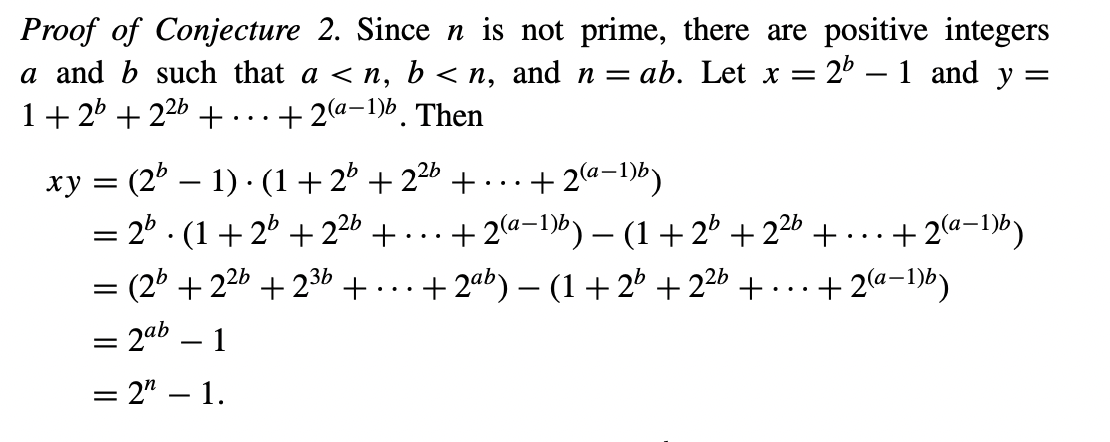 Proof of Conjecture 2. Since n is not prime, there are positive integers
a and b such that a < n, b < n, and n = ab. Let x = 2^b − 1 and y =
1 + 2^b + 2^{2b} + · · · + 2^{(a−1)b}. Then
xy = (2^b − 1) · (1 + 2^b + 2^{2b} + · · · + 2^{(a−1)b})
= 2^b · (1 + 2^b + 2^{2b} + · · · + 2^{(a−1)b}) − (1 + 2^b + 2^{2b} + · · · + 2^{(a−1)b})
= (2^b + 2^{2b} + 2^{3b} + · · · + 2^{ab}) − (1 + 2^b + 2^{2b} + · · · + 2^{(a−1)b})
= 2^{ab} − 1
= 2^n − 1.